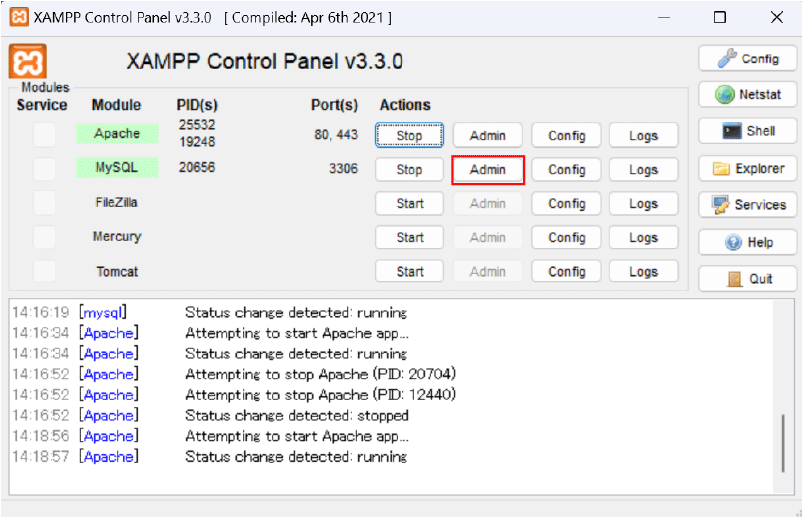 XAMPP Control Panel v3.3.0 [ Compiled: Apr 6th 2021 ]
XAMPP Control Panel v3.3.0
Config
Modules
Service Module PID(s) Port(s) Actions
Netstat
Apache 25532 19248 80, 443 Stop Admin Config Logs
Shell
MySQL 20656 3306 Stop Admin Config Logs
Explorer
FileZilla Start Admin Config Logs
Services
Mercury Start Admin Config Logs
Help
Tomcat Start Admin Config Logs
Quit
14:16:19 [mysql] Status change detected: running
14:16:34 [Apache] Attempting to start Apache app...
14:16:34 [Apache] Status change detected: running
14:16:52 [Apache] Attempting to stop Apache (PID: 20704)
14:16:52 [Apache] Attempting to stop Apache (PID: 12440)
14:16:52 [Apache] Status change detected: stopped
14:18:56 [Apache] Attempting to start Apache app...
14:18:57 [Apache] Status change detected: running